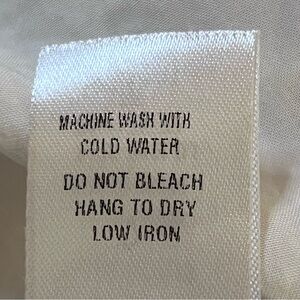 MACHINE WASH WITH
COLD WATER
DO NOT BLEACH
HANG TO DRY
LOW IRON